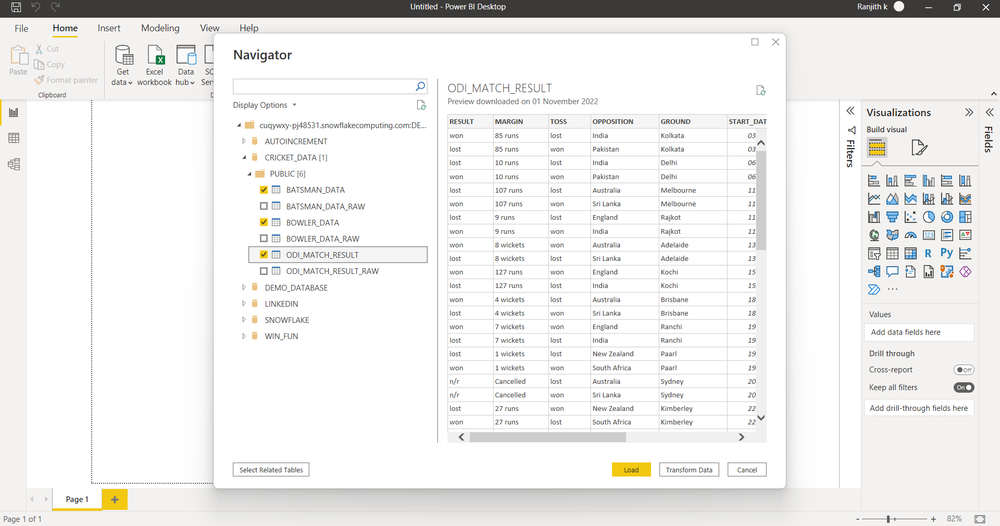 Untitled - Power BI Desktop
Ranjith k
File
Home
Insert
Modeling
View
Help
Paste
Cut
Copy
Format painter
Clipboard
Get
data
Excel
workbook
Data
hub
Navigator
Display Options
cuqywxy-pj48531.snowflakecomputing.com:DE...
AUTOINCREMENT
CRICKET_DATA [1]
PUBLIC [6]
BATSMAN_DATA
BATSMAN_DATA_RAW
BOWLER_DATA
BOWLER_DATA_RAW
ODI_MATCH_RESULT
ODI_MATCH_RESULT_RAW
DEMO_DATABASE
LINKEDIN
SNOWFLAKE
WIN_FUN
Select Related Tables
ODI_MATCH_RESULT
Preview downloaded on 01 November 2022
RESULT MARGIN TOSS OPPOSITION GROUND START_DAT
won 85 runs lost India Kolkata 03
lost 85 runs won Pakistan Kolkata 03
lost 10 runs lost India Delhi 06
won 10 runs won Pakistan Delhi 06
lost 107 runs lost Australia Melbourne 11
won 107 runs won Sri Lanka Melbourne 11
lost 9 runs lost England Rajkot 11
won 9 runs won India Rajkot 11
won 8 wickets won Australia Adelaide 13
lost 8 wickets lost Sri Lanka Adelaide 13
won 127 runs won England Kochi 15
lost 127 runs lost India Kochi 15
won 4 wickets lost Australia Brisbane 18
lost 4 wickets won Sri Lanka Brisbane 18
won 7 wickets won England Ranchi 19
lost 7 wickets lost India Ranchi 19
lost 1 wickets lost New Zealand Paarl 19
won 1 wickets won South Africa Paarl 19
n/r Cancelled lost Australia Sydney 20
n/r Cancelled won Sri Lanka Sydney 20
lost 27 runs won New Zealand Kimberley 22
won 27 runs lost South Africa Kimberley 22
Load
Transform Data
Cancel
Filters
Visualizations
Build visual
123
R
Py
...
Values
Add data fields here
Drill through
Cross-report
Off
Keep all filters
On
Add drill-through fields here
Fields
Page 1
Page 1 of 1
- + 82%